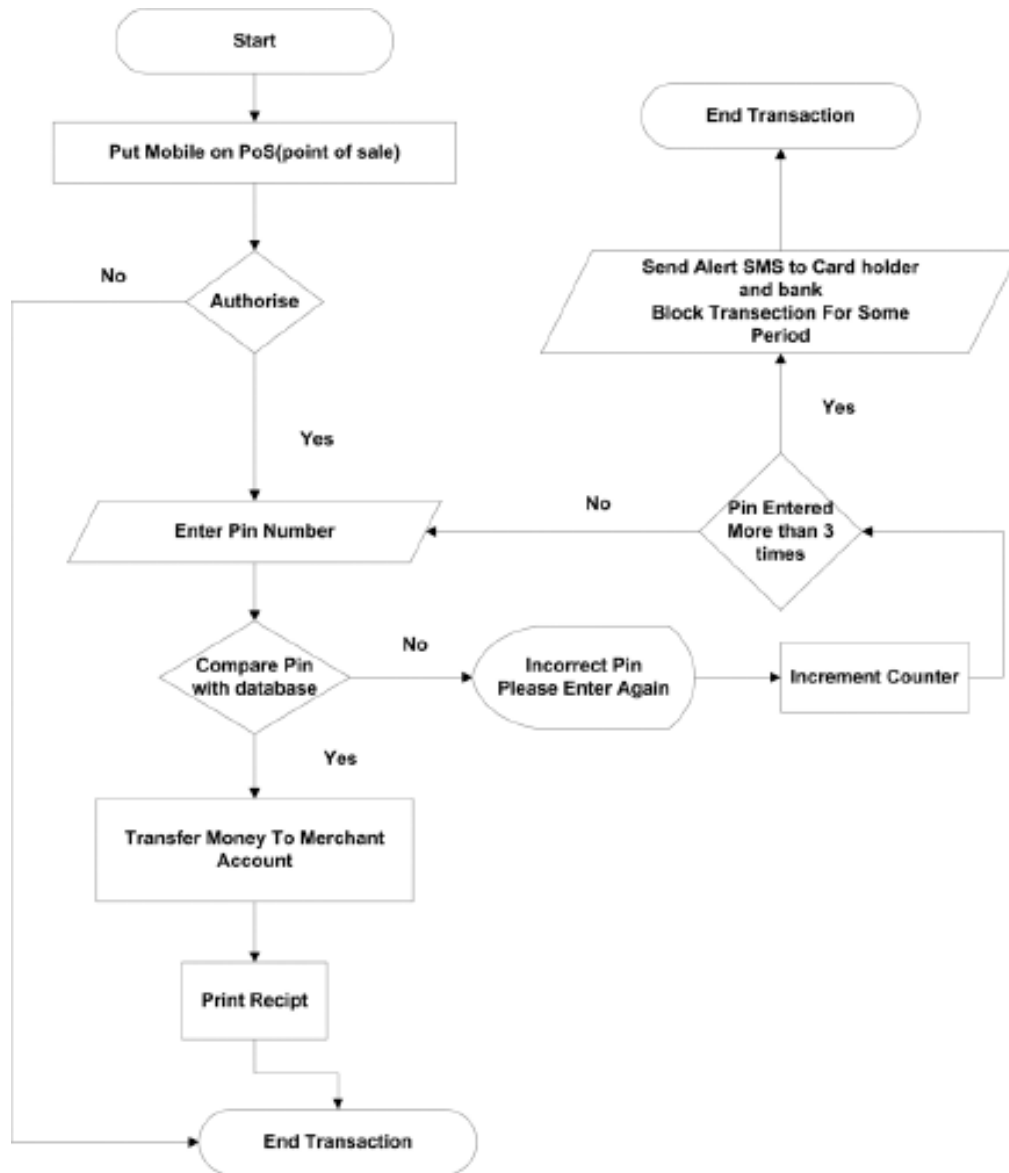 Start
Put Mobile on PoS(point of sale)
No
Authorise
Yes
Enter Pin Number
Compare Pin
with database
No
Incorrect Pin
Please Enter Again
Increment Counter
Pin Entered
More than 3
times
No
Yes
Send Alert SMS to Card holder
and bank
Block Transection For Some
Period
End Transaction
Yes
Transfer Money To Merchant
Account
Print Recipt
End Transaction